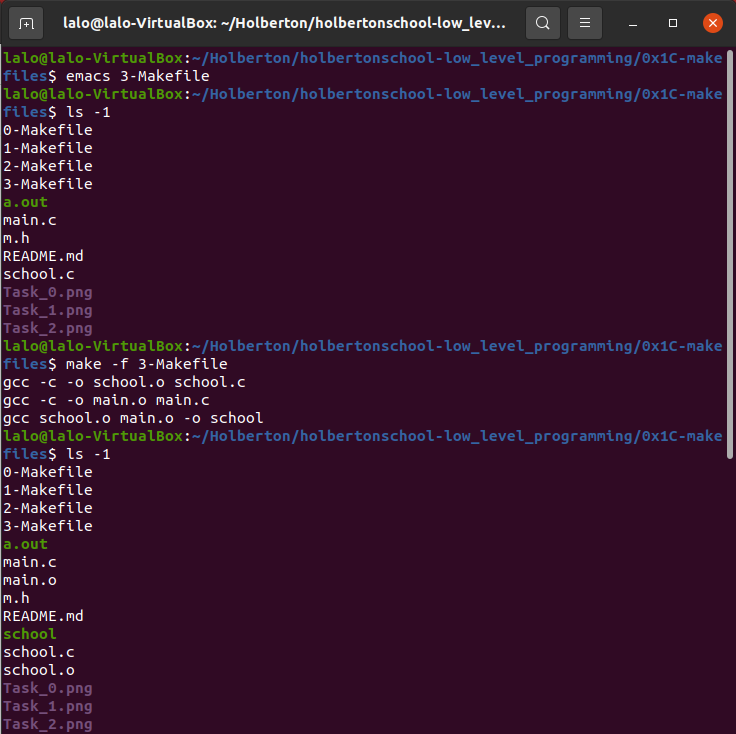 lalo@lalo-VirtualBox: ~/Holberton/holbertonschool-low_lev...
lalo@lalo-VirtualBox:~/Holberton/holbertonschool-low_level_programming/0x1C-make
files$ emacs 3-Makefile
lalo@lalo-VirtualBox:~/Holberton/holbertonschool-low_level_programming/0x1C-make
files$ ls -1
0-Makefile
1-Makefile
2-Makefile
3-Makefile
a.out
main.c
m.h
README.md
school.c
Task_0.png
Task_1.png
Task_2.png
lalo@lalo-VirtualBox:~/Holberton/holbertonschool-low_level_programming/0x1C-make
files$ make -f 3-Makefile
gcc -c -o school.o school.c
gcc -c -o main.o main.c
gcc school.o main.o -o school
lalo@lalo-VirtualBox:~/Holberton/holbertonschool-low_level_programming/0x1C-make
files$ ls -1
0-Makefile
1-Makefile
2-Makefile
3-Makefile
a.out
main.c
main.o
m.h
README.md
school
school.c
school.o
Task_0.png
Task_1.png
Task_2.png